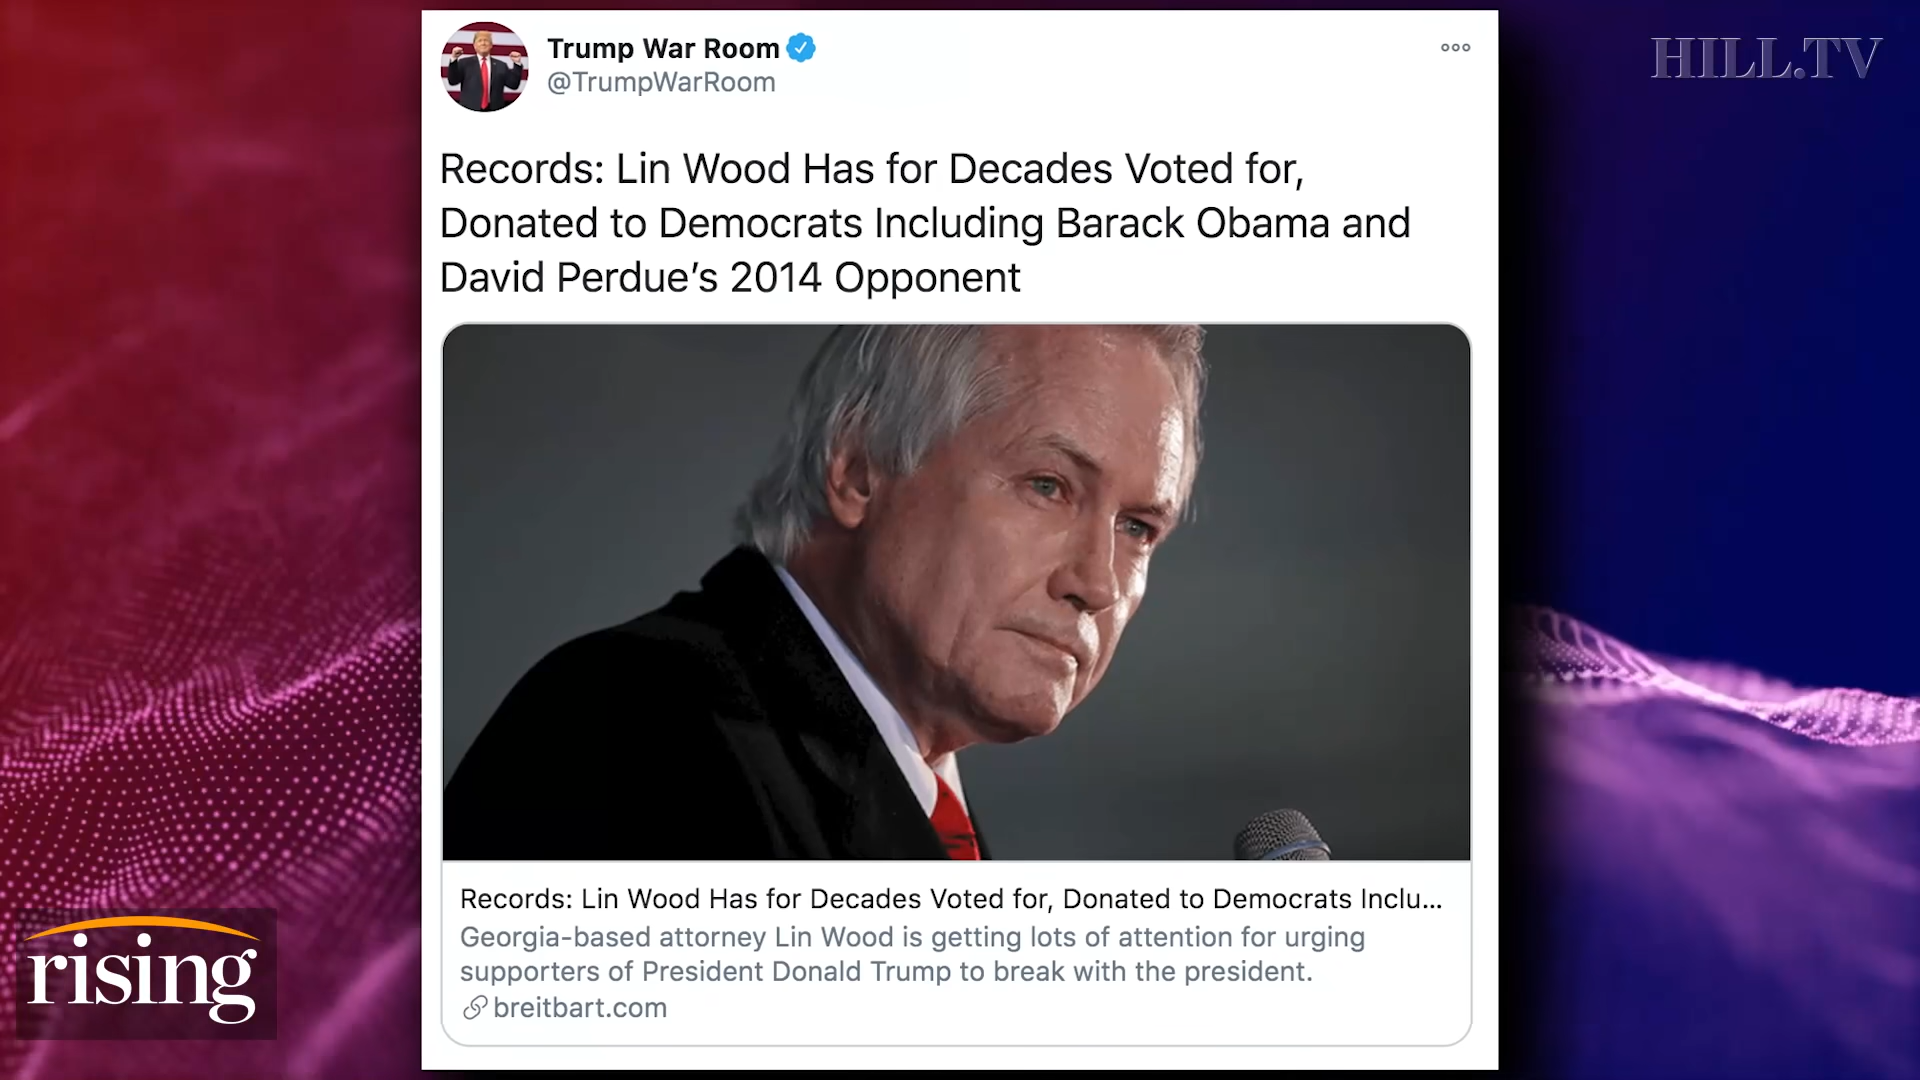 Trump War Room
@TrumpWarRoom
HILL.TV
Records: Lin Wood Has for Decades Voted for,
Donated to Democrats Including Barack Obama and
David Perdue’s 2014 Opponent
Records: Lin Wood Has for Decades Voted for, Donated to Democrats Inclu...
Georgia-based attorney Lin Wood is getting lots of attention for urging
supporters of President Donald Trump to break with the president.
breitbart.com
rising